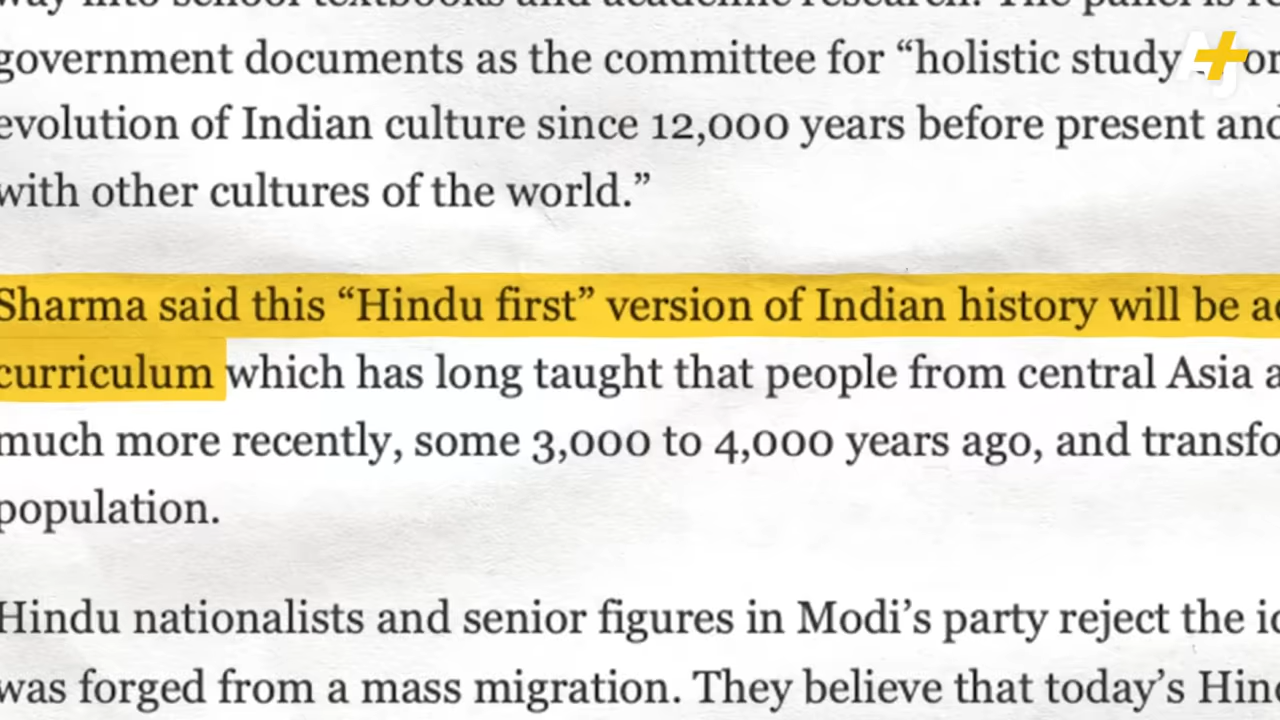 government documents as the committee for “holistic study
evolution of Indian culture since 12,000 years before present and
with other cultures of the world.”
Sharma said this “Hindu first” version of Indian history will be
curriculum which has long taught that people from central Asia
much more recently, some 3,000 to 4,000 years ago, and
population.
Hindu nationalists and senior figures in Modi’s party reject the
was forged from a mass migration. They believe that today’s